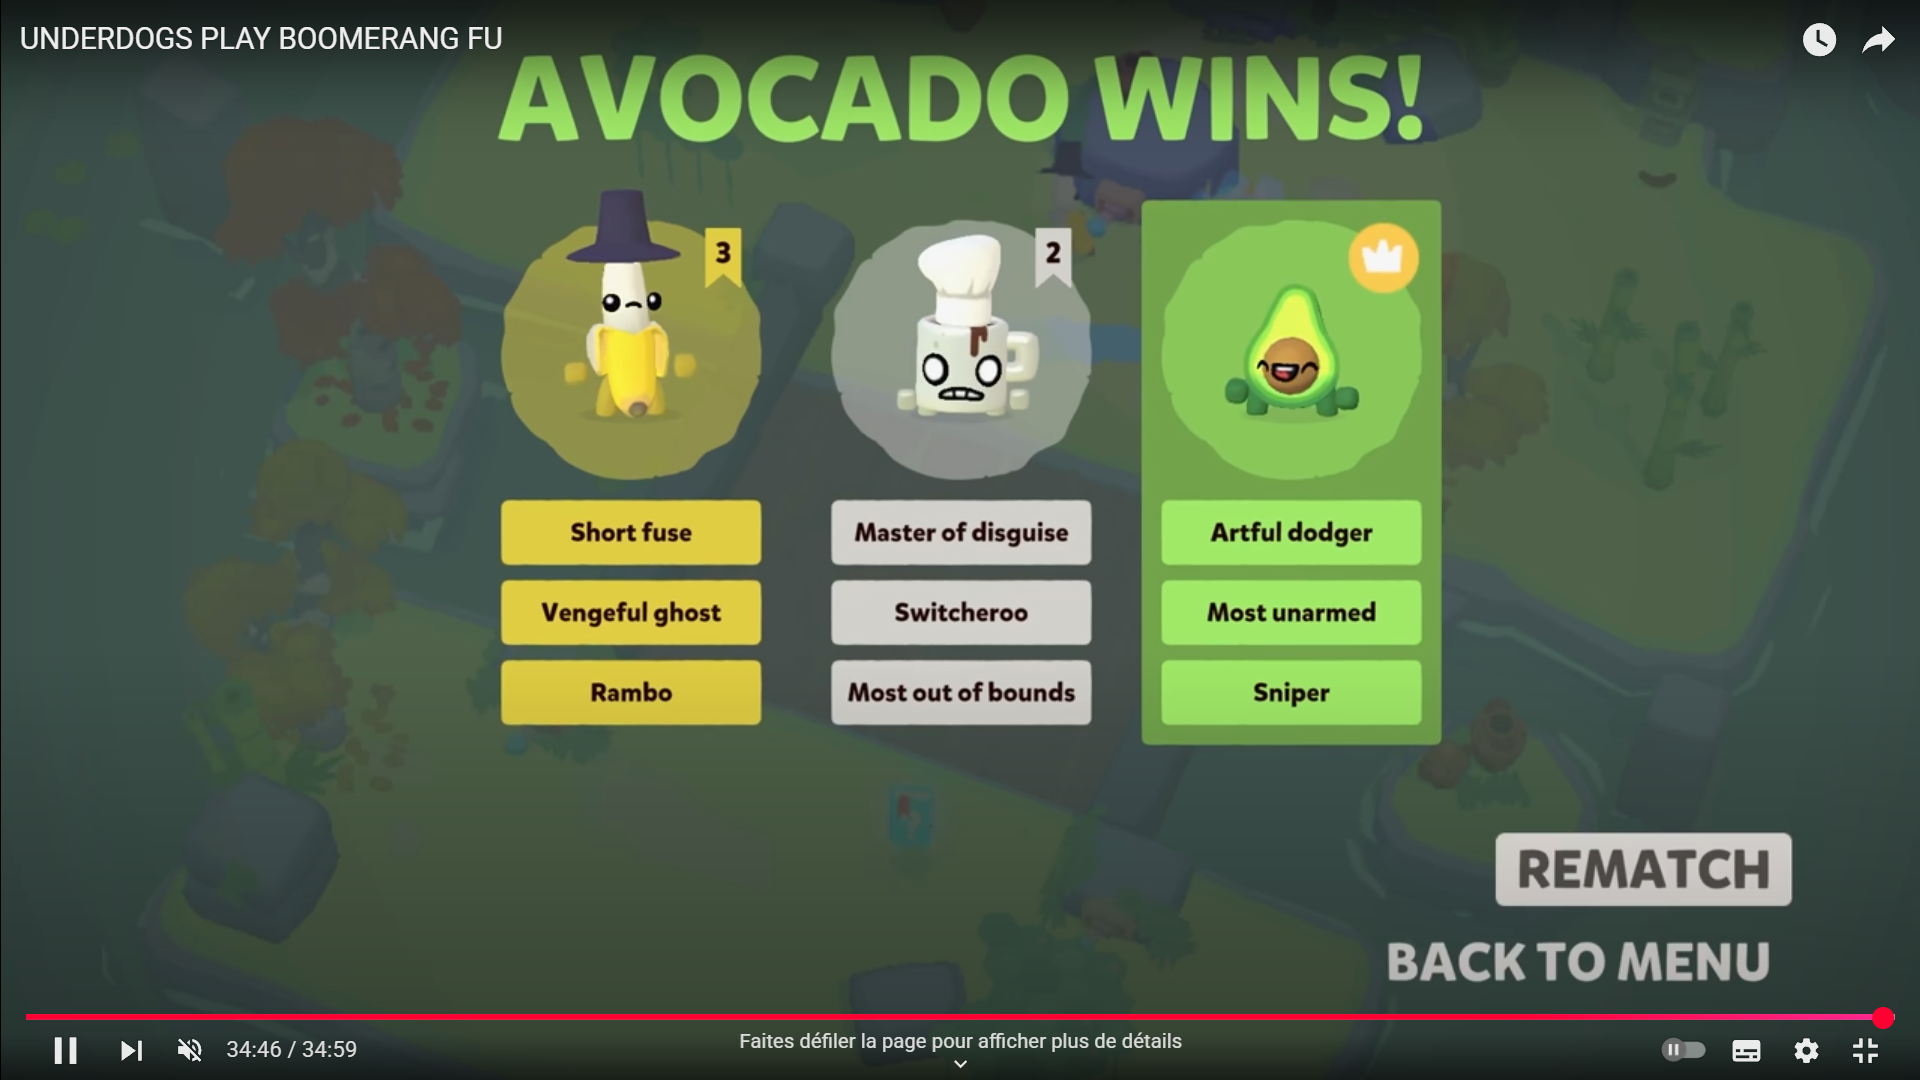 UNDERDOGS PLAY BOOMERANG FU
AVOCADO WINS!
3
2
Short fuse
Master of disguise
Artful dodger
Vengeful ghost
Switcheroo
Most unarmed
Rambo
Most out of bounds
Sniper
REMATCH
BACK TO MENU
34:46 / 34:59
Faites défiler la page pour afficher plus de détails